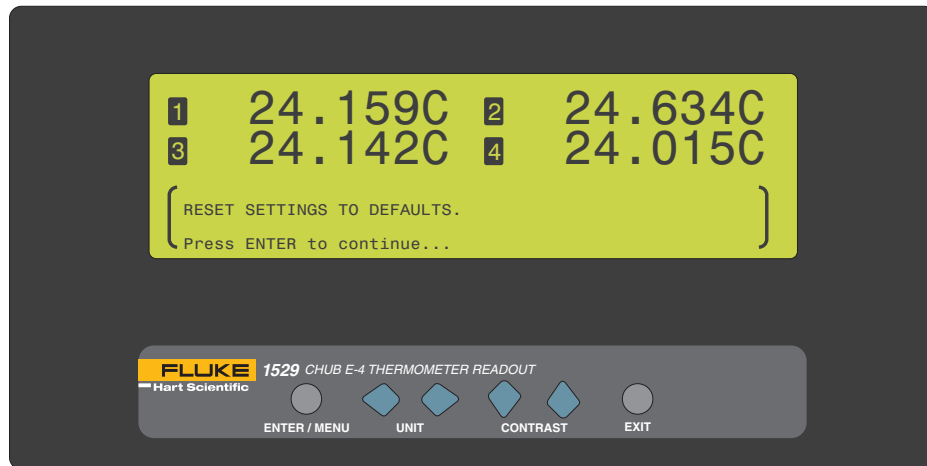 1 24.159C 2 24.634C
3 24.142C 4 24.015C
RESET SETTINGS TO DEFAULTS.
Press ENTER to continue...
FLUKE
Hart Scientific
1529 CHUB E-4 THERMOMETER READOUT
ENTER / MENU UNIT CONTRAST EXIT